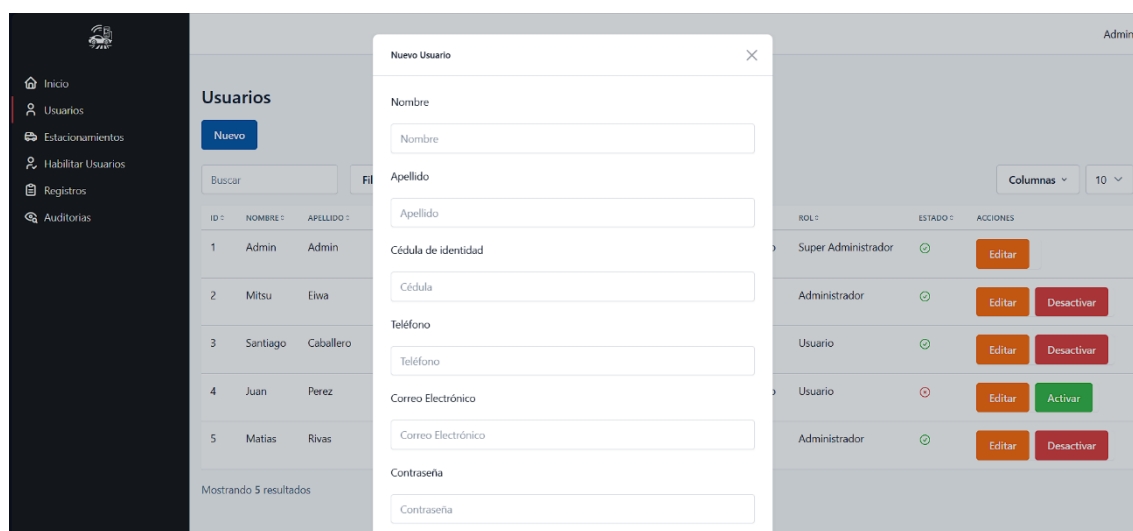 Admin
Inicio
Usuarios
Estacionamientos
Habilitar Usuarios
Registros
Auditorias
Usuarios
Nuevo
Buscar
Fil
Columnas
10
ID NOMBRE APELLIDO ROL ESTADO ACCIONES
1 Admin Admin Super Administrador Editar
2 Mitsu Eiwa Administrador Editar Desactivar
3 Santiago Caballero Usuario Editar Desactivar
4 Juan Perez Usuario Editar Activar
5 Matias Rivas Administrador Editar Desactivar
Mostrando 5 resultados
Nuevo Usuario
Nombre
Nombre
Apellido
Apellido
Cédula de identidad
Cédula
Teléfono
Teléfono
Correo Electrónico
Correo Electrónico
Contraseña
Contraseña